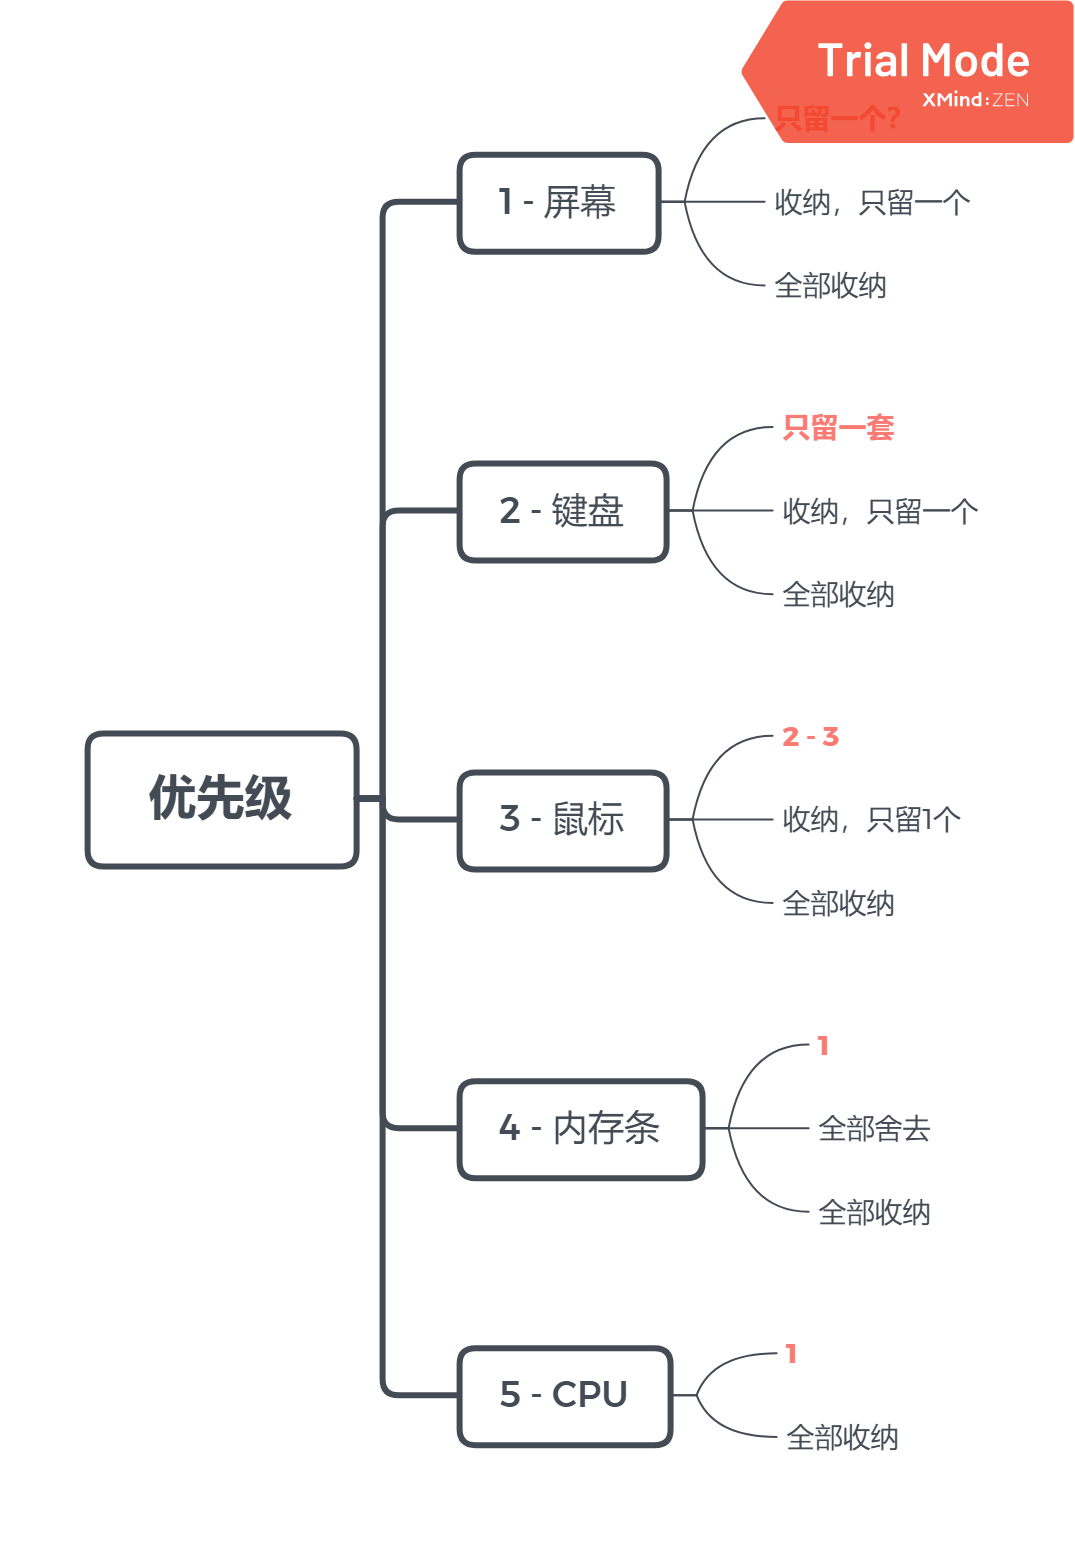 Trial Mode
XMind:ZEN
优先级
1 - 屏幕
只留一个?
收纳，只留一个
全部收纳
2 - 键盘
只留一套
收纳，只留一个
全部收纳
3 - 鼠标
2 - 3
收纳，只留1个
全部收纳
4 - 内存条
1
全部舍去
全部收纳
5 - CPU
1
全部收纳